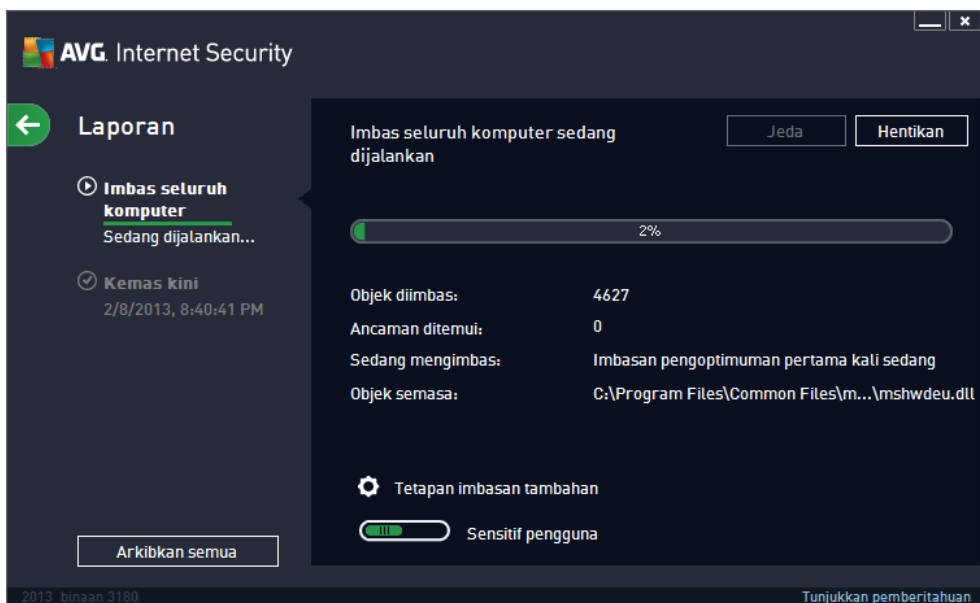 AVG. Internet Security
Laporan
Imbas seluruh
komputer
Sedang dijalankan...
Kemas kini
2/8/2013, 8:40:41 PM
Arkibkan semua
Imbas seluruh komputer sedang
dijalankan
Jeda
Hentikan
2%
Objek diimbas: 4627
Ancaman ditemui: 0
Sedang mengimbas: Imbasan pengoptimuman pertama kali sedang
Objek semasa: C:\Program Files\Common Files\m...\mshwdeu.dll
Tetapan imbasan tambahan
Sensitif pengguna
2013 binaan 3180
Tunjukkan pemberitahuan